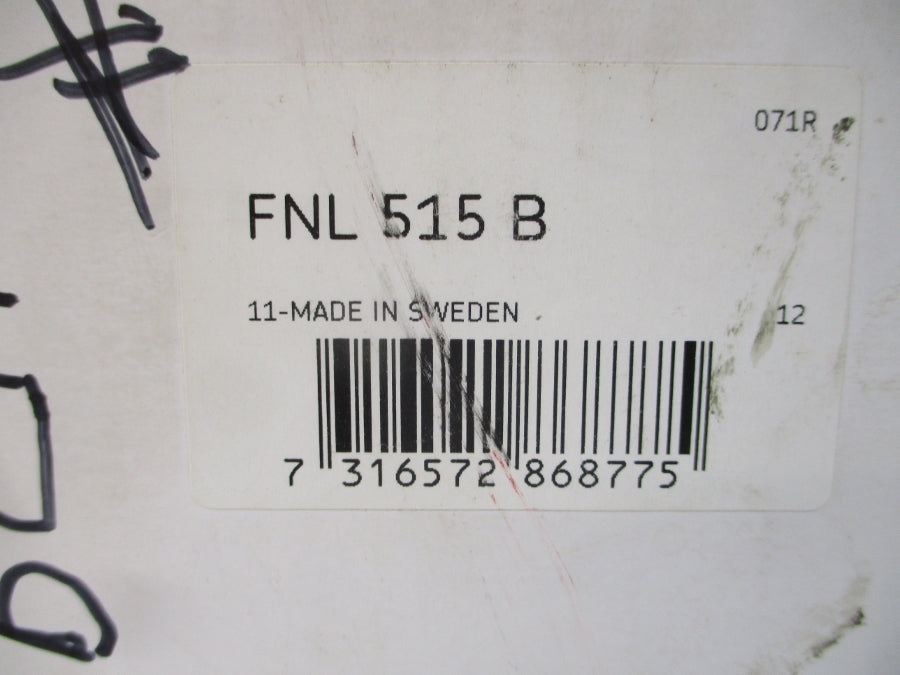 071R
FNL 515 B
11-MADE IN SWEDEN
12
7 316572 868775